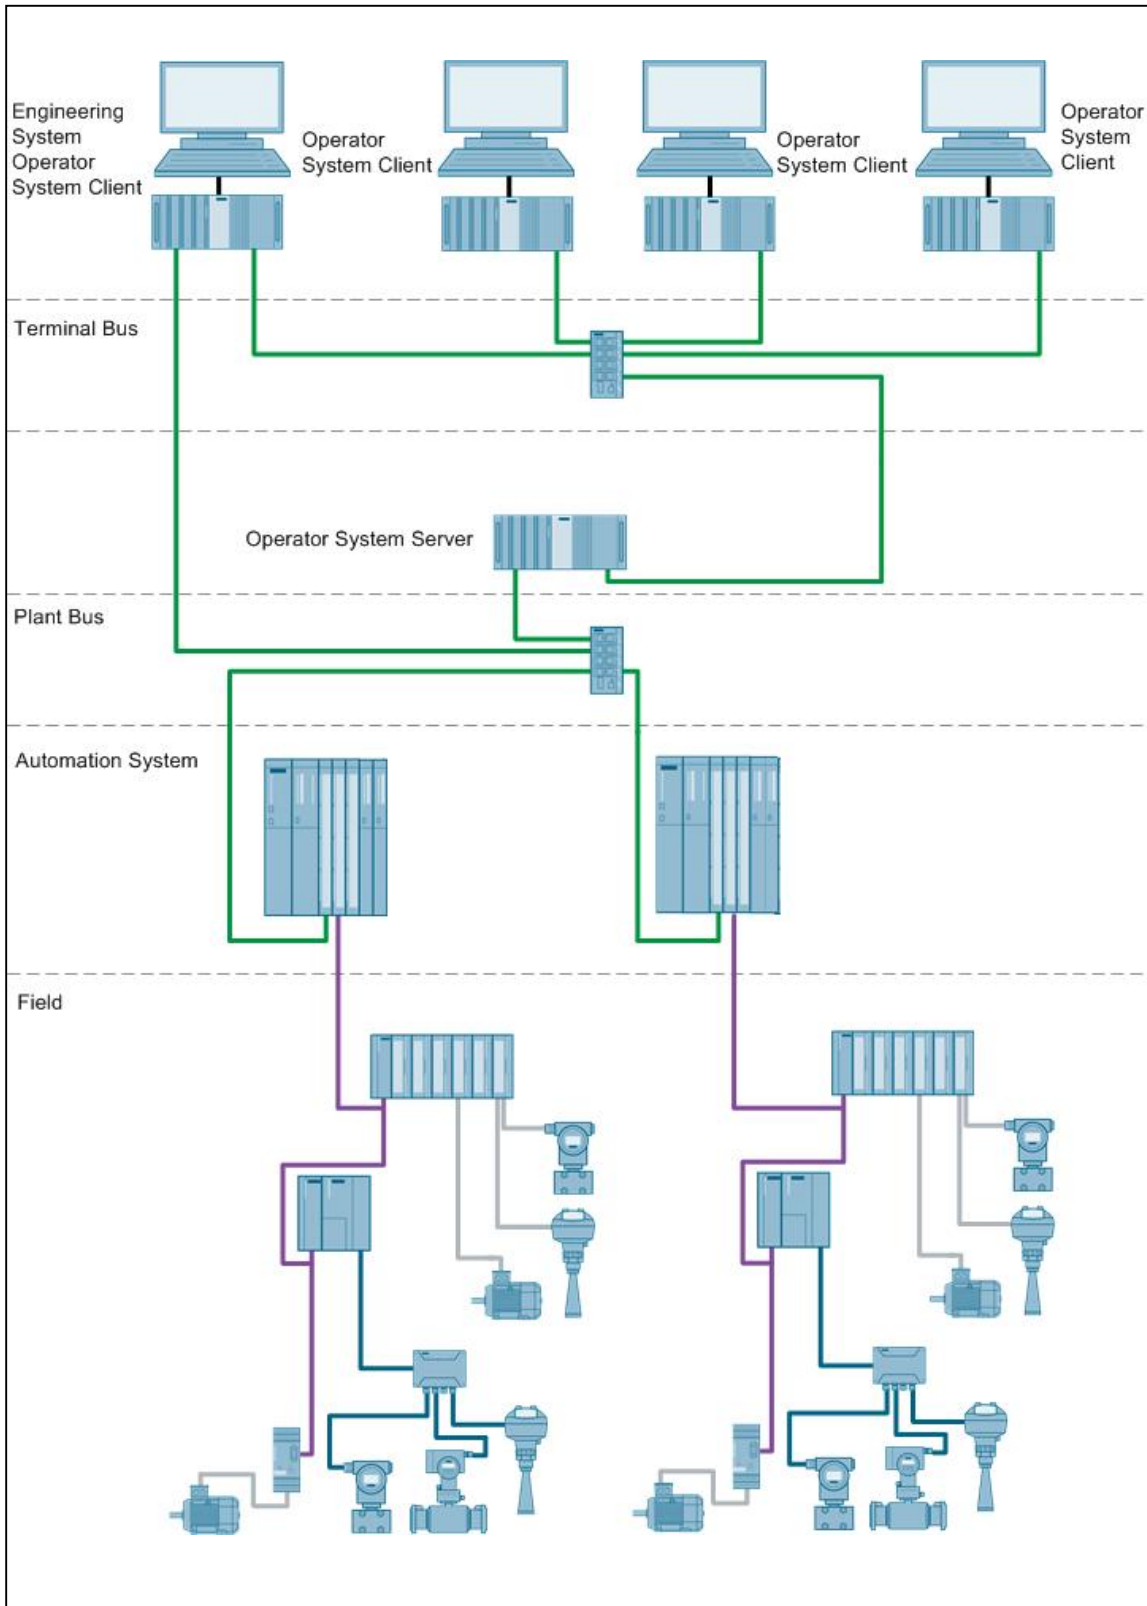 Engineering
System
Operator
System Client
Operator
System Client
Operator
System Client
Operator
System
Client
Terminal Bus
Operator System Server
Plant Bus
Automation System
Field